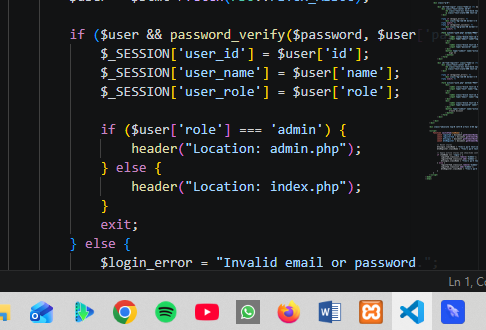 if ($user && password_verify($password, $user['p
$_SESSION['user_id'] = $user['id'];
$_SESSION['user_name'] = $user['name'];
$_SESSION['user_role'] = $user['role'];
if ($user['role'] === 'admin') {
header("Location: admin.php");
} else {
header("Location: index.php");
}
exit;
} else {
$login_error = "Invalid email or password.";
Ln 1, Co